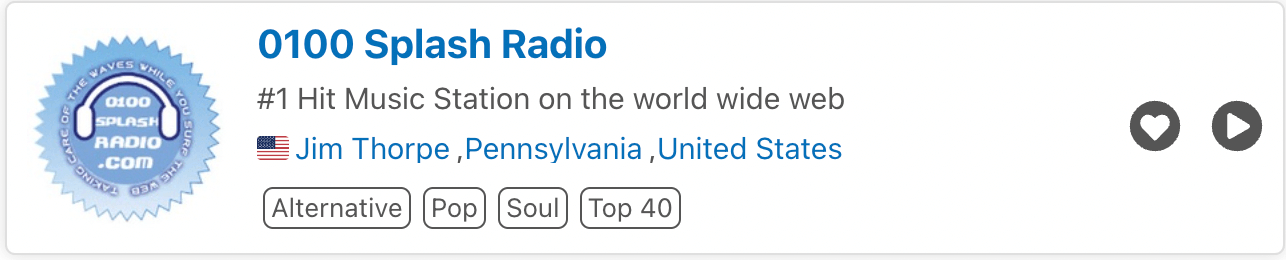 TAKING CARE OF THE WAVES WHILE YOU SURF THE WEB
0100
SPLASH
RADIO
.COM
0100 Splash Radio
#1 Hit Music Station on the world wide web
Jim Thorpe ,Pennsylvania ,United States
Alternative Pop Soul Top 40